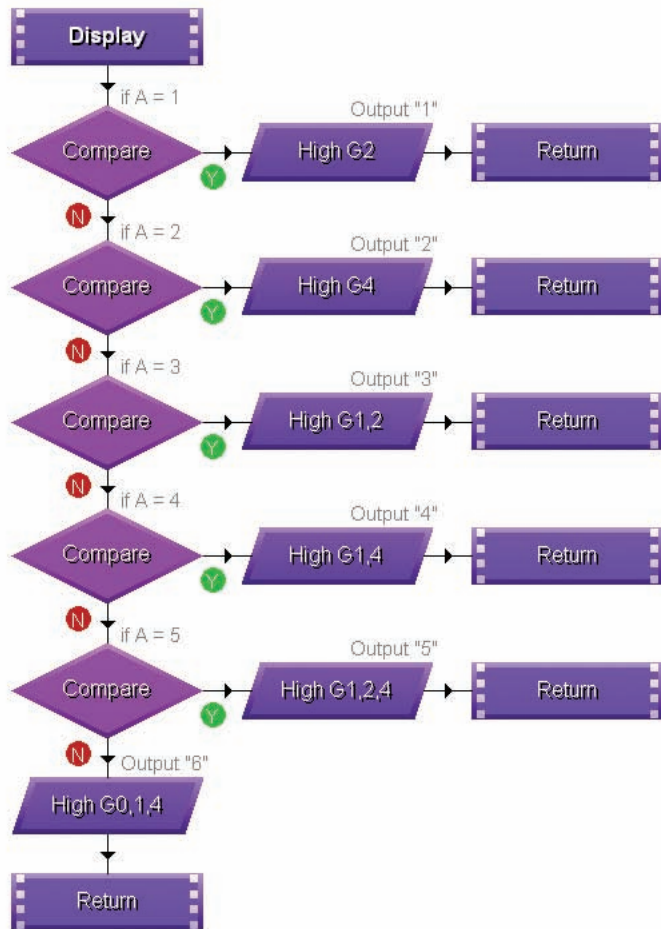 Display
if A = 1
Output "1"
Compare
High G2
Return
Y
N
if A = 2
Output "2"
Compare
High G4
Return
Y
N
if A = 3
Output "3"
Compare
High G1,2
Return
Y
N
if A = 4
Output "4"
Compare
High G1,4
Return
Y
N
if A = 5
Output "5"
Compare
High G1,2,4
Return
Y
N
Output "6"
High G0,1,4
Return